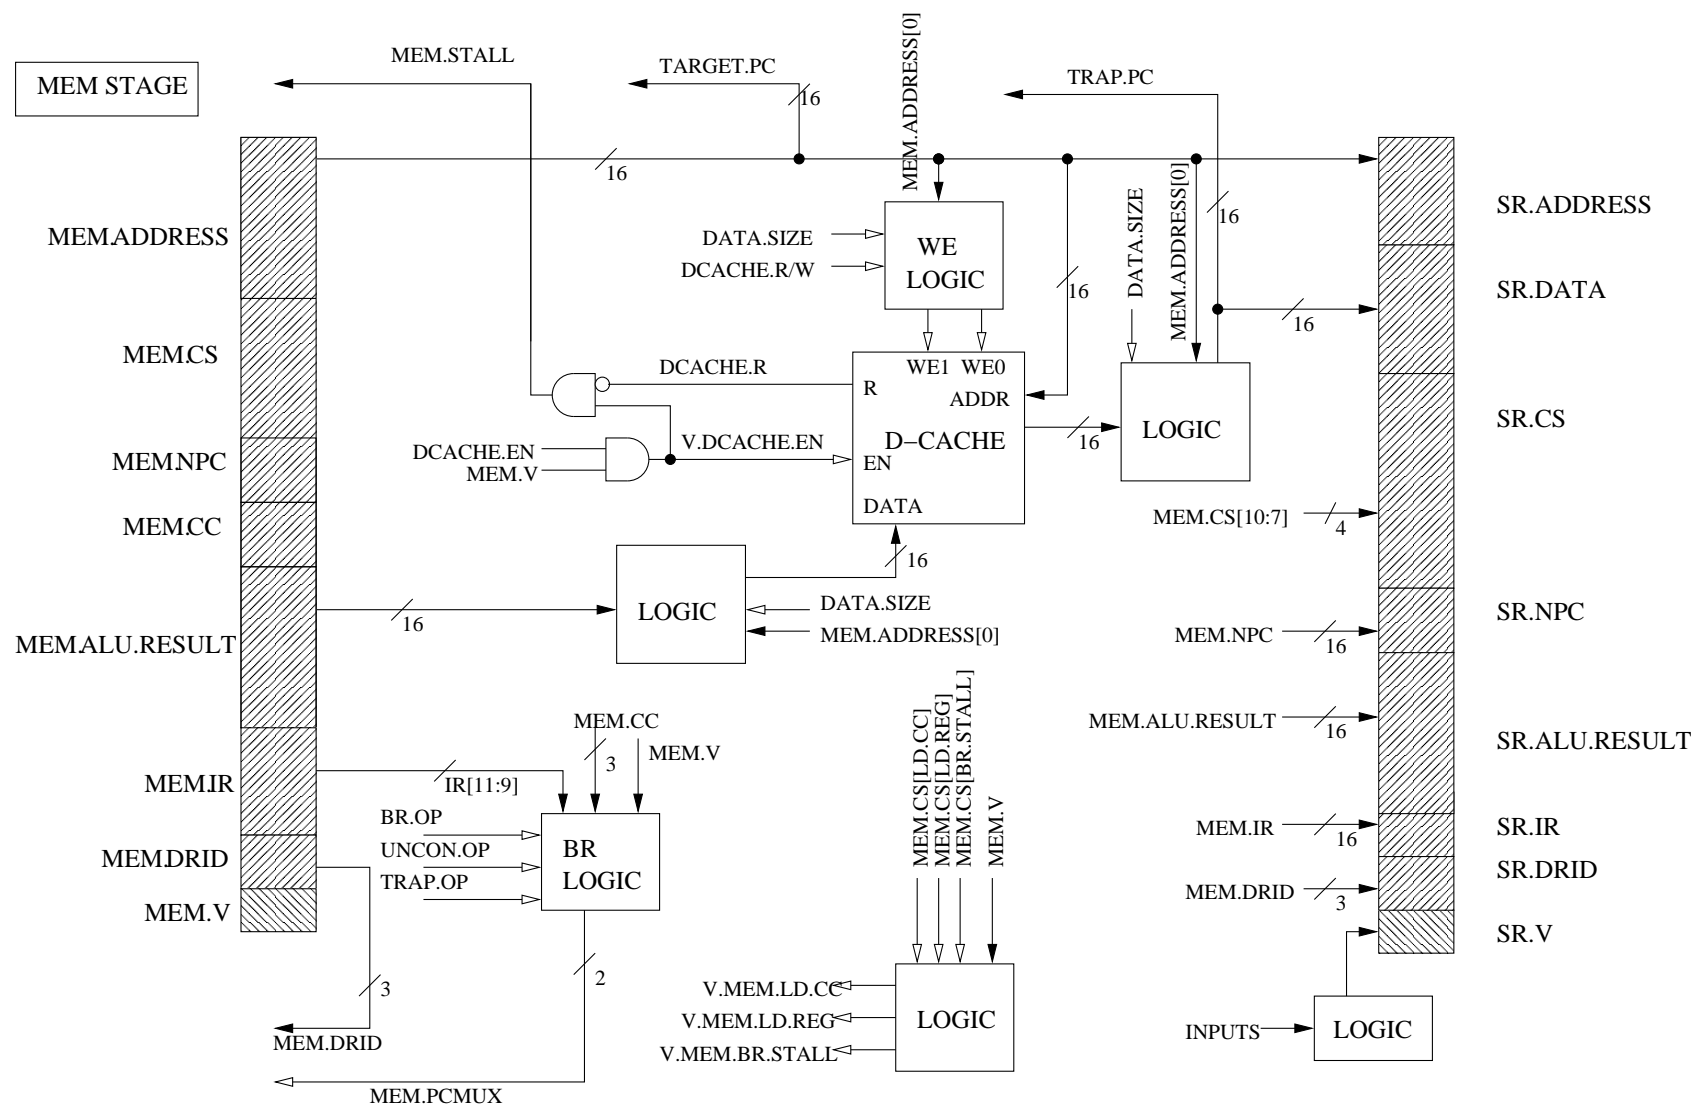 MEM STAGE
MEM.STALL
TARGET.PC
16
MEM.ADDRESS[0]
TRAP.PC
16
16
MEM.ADDRESS
MEM.CS
MEM.NPC
MEM.CC
MEM.ALU.RESULT
MEM.IR
MEM.DRID
MEM.V
DATA.SIZE
DCACHE.R/W
WE
LOGIC
16
DATA.SIZE
MEM.ADDRESS[0]
16
SR.ADDRESS
SR.DATA
SR.CS
SR.NPC
SR.ALU.RESULT
SR.IR
SR.DRID
SR.V
DCACHE.R
WE1 WE0
R
ADDR
D-CACHE
EN
DATA
DCACHE.EN
MEM.V
V.DCACHE.EN
16
LOGIC
MEM.CS[10:7]
4
16
16
LOGIC
DATA.SIZE
MEM.ADDRESS[0]
MEM.NPC
16
MEM.ALU.RESULT
16
MEM.CC
3
MEM.V
IR[11:9]
BR.OP
UNCON.OP
TRAP.OP
BR
LOGIC
2
3
MEM.DRID
MEM.PCMUX
MEM.CS[LD.CC]
MEM.CS[LD.REG]
MEM.CS[BR.STALL]
MEM.V
V.MEM.LD.CC
V.MEM.LD.REG
V.MEM.BR.STALL
LOGIC
MEM.IR
16
MEM.DRID
3
INPUTS
LOGIC